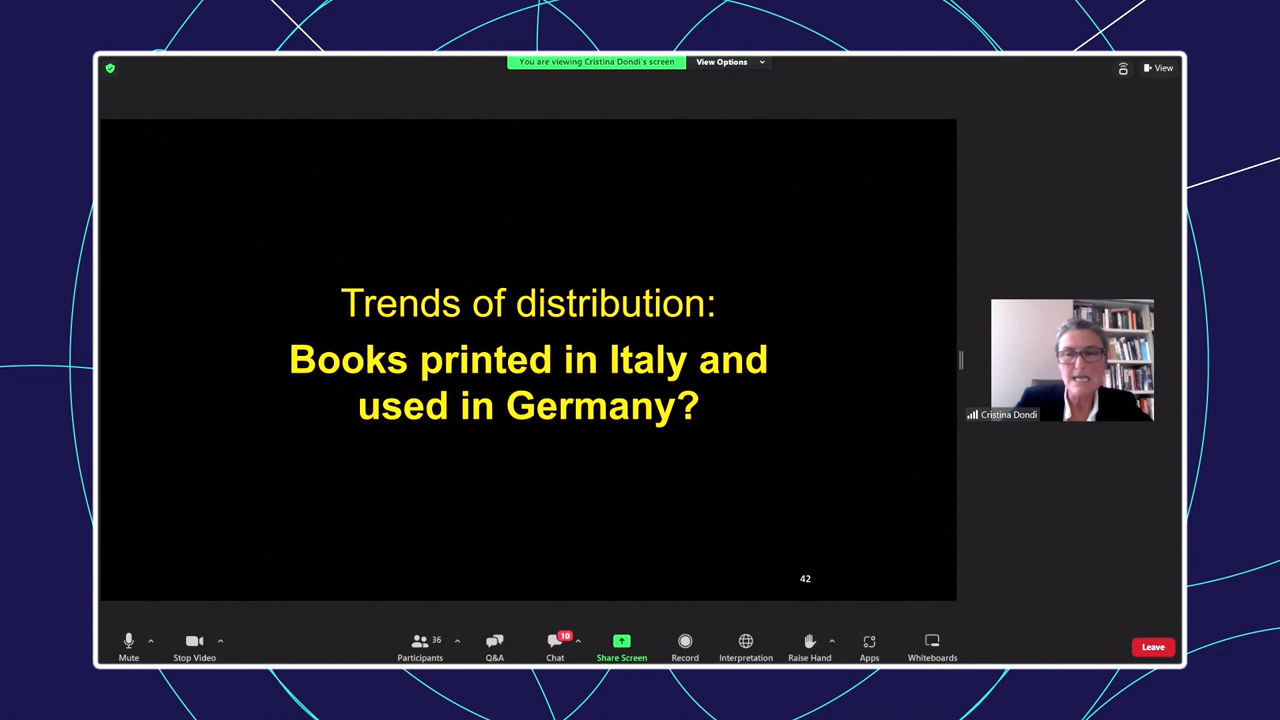 You are viewing Cristina Dondi's screen
View Options
View
Trends of distribution:
Books printed in Italy and
used in Germany?
Cristina Dondi
42
Mute
Stop Video
36
Participants
Q&A
10
Chat
Share Screen
Record
Interpretation
Raise Hand
Apps
Whiteboards
Leave